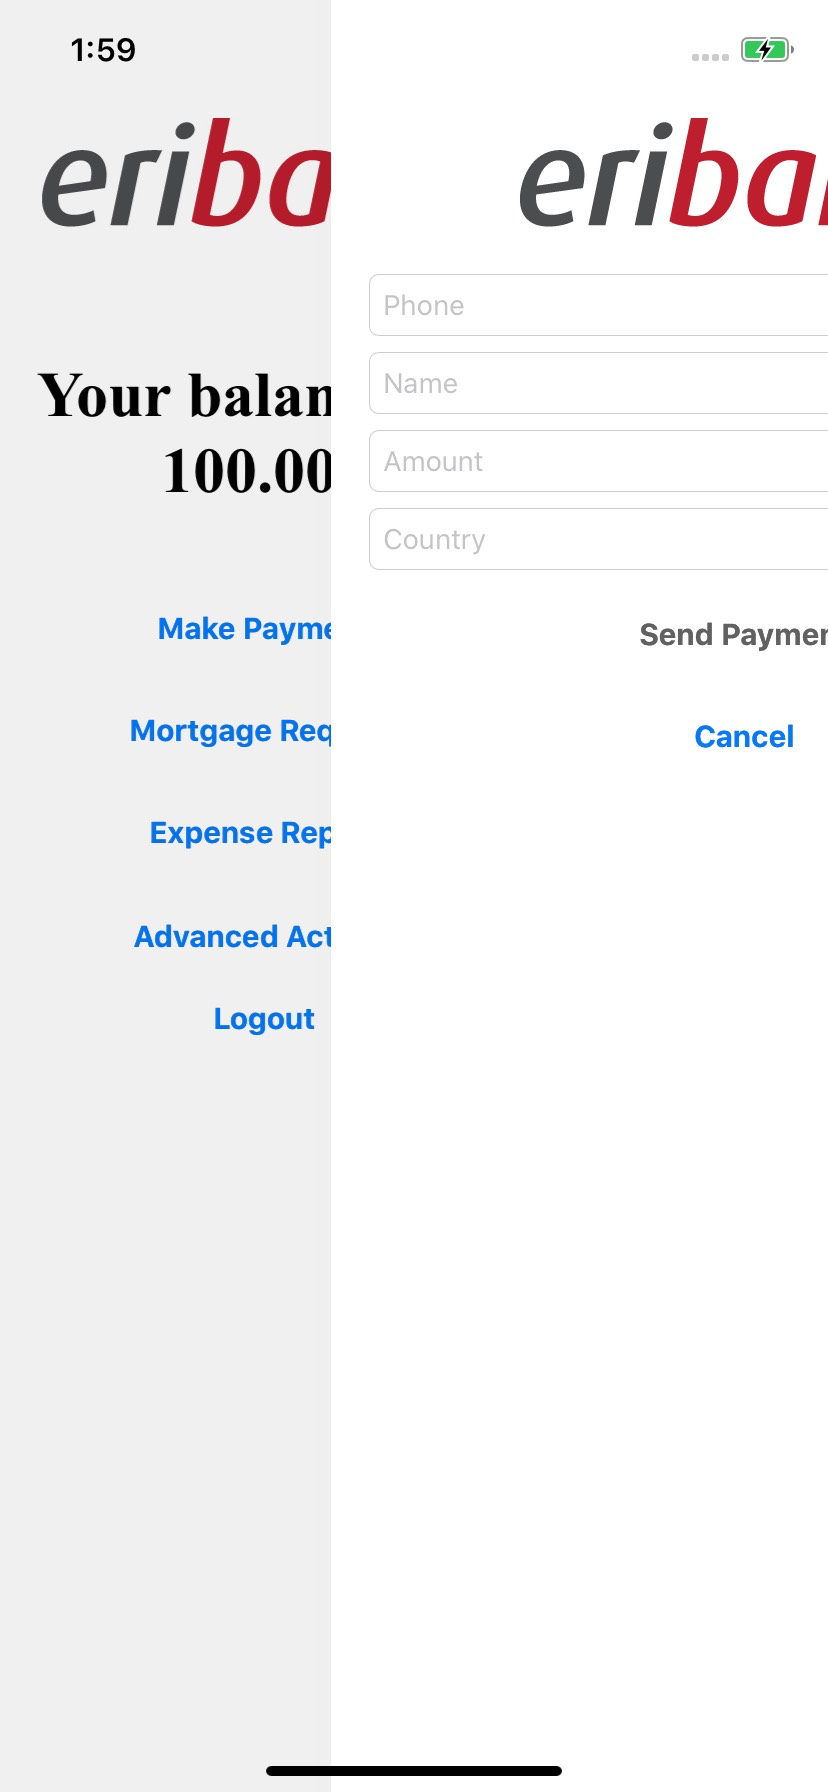 1:59
eriba
Your balan
100.00
Make Payme
Mortgage Req
Expense Rep
Advanced Act
Logout
eriba
Phone
Name
Amount
Country
Send Paymen
Cancel